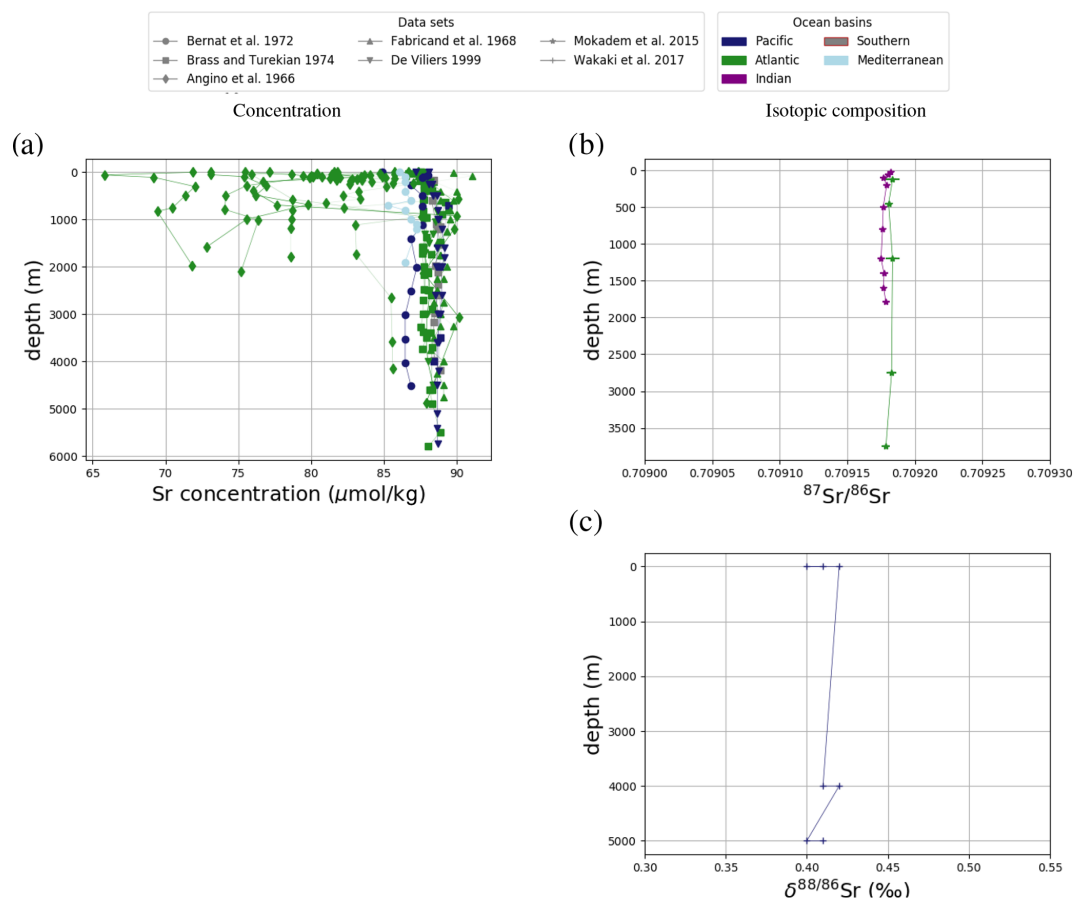 Data sets
Bernat et al. 1972
Brass and Turekian 1974
Angino et al. 1966
Fabricand et al. 1968
De Viliers 1999
Mokadem et al. 2015
Wakaki et al. 2017
Ocean basins
Pacific
Atlantic
Indian
Southern
Mediterranean
Concentration
Isotopic composition
(a)
0
1000
2000
3000
4000
5000
6000
depth (m)
65 70 75 80 85 90
Sr concentration (μmol/kg)
(b)
0
500
1000
1500
2000
2500
3000
3500
depth (m)
0.70900 0.70905 0.70910 0.70915 0.70920 0.70925 0.70930
⁸⁷Sr/⁸⁶Sr
(c)
0
1000
2000
3000
4000
5000
depth (m)
0.30 0.35 0.40 0.45 0.50 0.55
δ⁸⁸/⁸⁶Sr (‰)